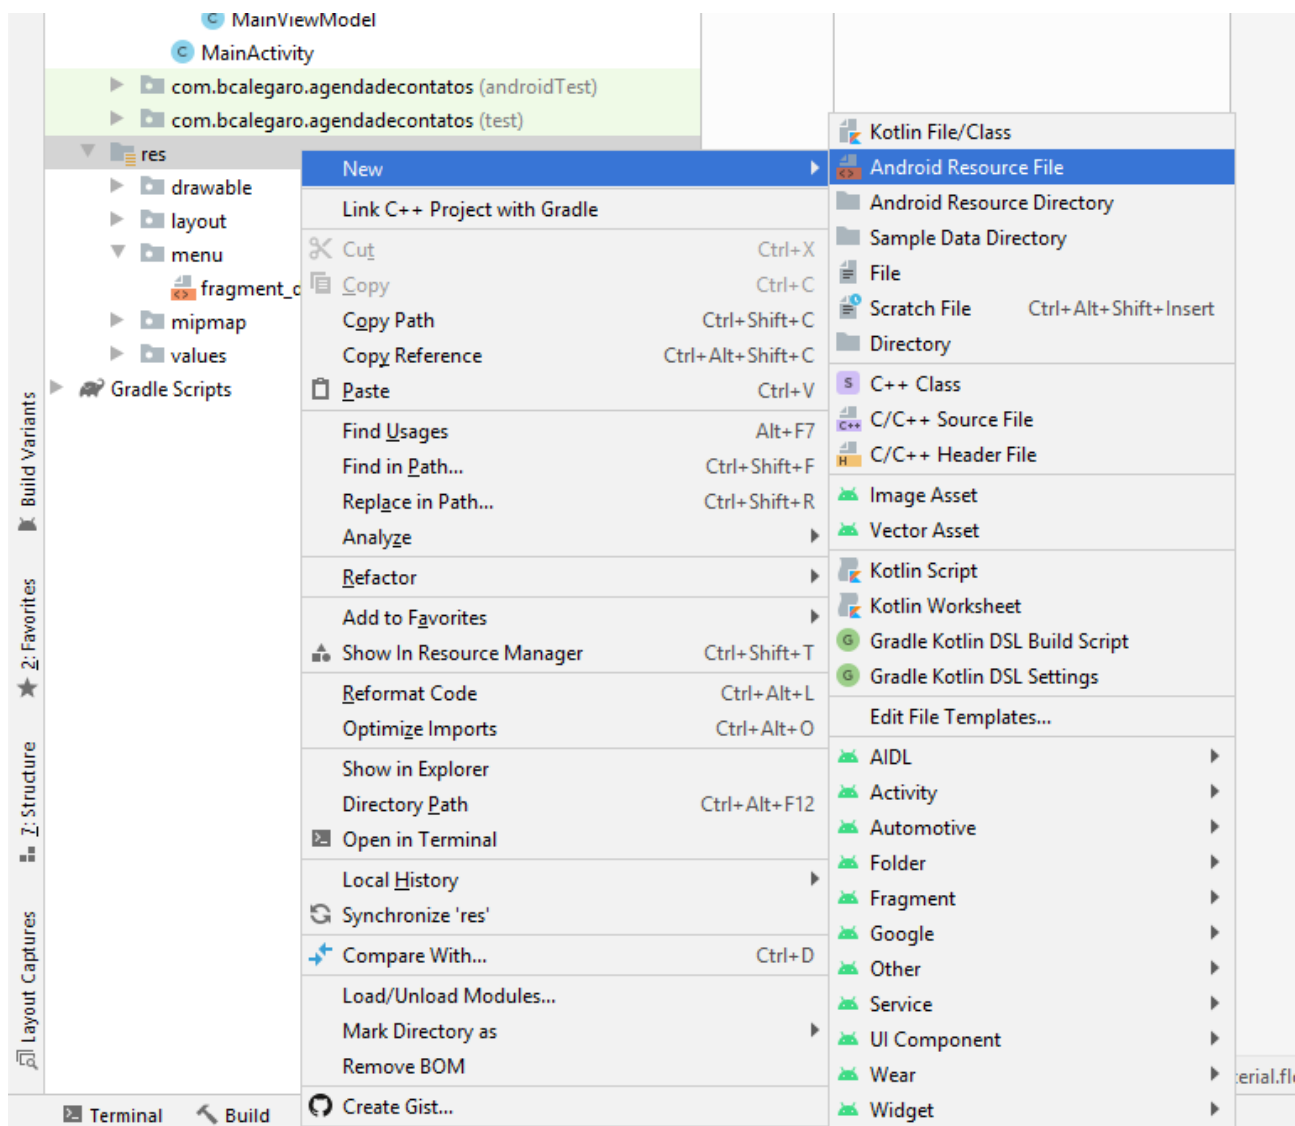 MainViewModel
MainActivity
com.bcalegaro.agendadecontatos (androidTest)
com.bcalegaro.agendadecontatos (test)
res
drawable
layout
menu
mipmap
values
Gradle Scripts
New
Link C++ Project with Gradle
Cut Ctrl+X
Copy Ctrl+C
Copy Path Ctrl+Shift+C
Copy Reference Ctrl+Alt+Shift+C
Paste Ctrl+V
Find Usages Alt+F7
Find in Path... Ctrl+Shift+F
Replace in Path... Ctrl+Shift+R
Analyze
Refactor
Add to Favorites
Show In Resource Manager Ctrl+Shift+T
Reformat Code Ctrl+Alt+L
Optimize Imports Ctrl+Alt+O
Show in Explorer
Directory Path Ctrl+Alt+F12
Open in Terminal
Local History
Synchronize 'res'
Compare With... Ctrl+D
Load/Unload Modules...
Mark Directory as
Remove BOM
Create Gist...
Kotlin File/Class
Android Resource File
Android Resource Directory
Sample Data Directory
File
Scratch File Ctrl+Alt+Shift+Insert
Directory
S C++ Class
C++ C/C++ Source File
H C/C++ Header File
Image Asset
Vector Asset
Kotlin Script
Kotlin Worksheet
G Gradle Kotlin DSL Build Script
G Gradle Kotlin DSL Settings
Edit File Templates...
AIDL
Activity
Automotive
Folder
Fragment
Google
Other
Service
UI Component
Wear
Widget
Build Variants
2: Favorites
7: Structure
Layout Captures
Terminal
Build